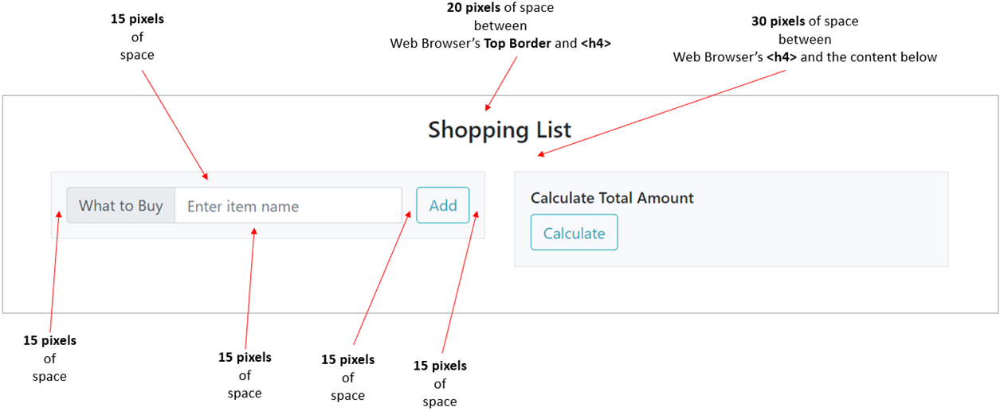 15 pixels
of
space
20 pixels of space
between
Web Browser’s Top Border and <h4>
30 pixels of space
between
Web Browser’s <h4> and the content below
Shopping List
What to Buy
Enter item name
Add
Calculate Total Amount
Calculate
15 pixels
of
space
15 pixels
of
space
15 pixels
of
space
15 pixels
of
space